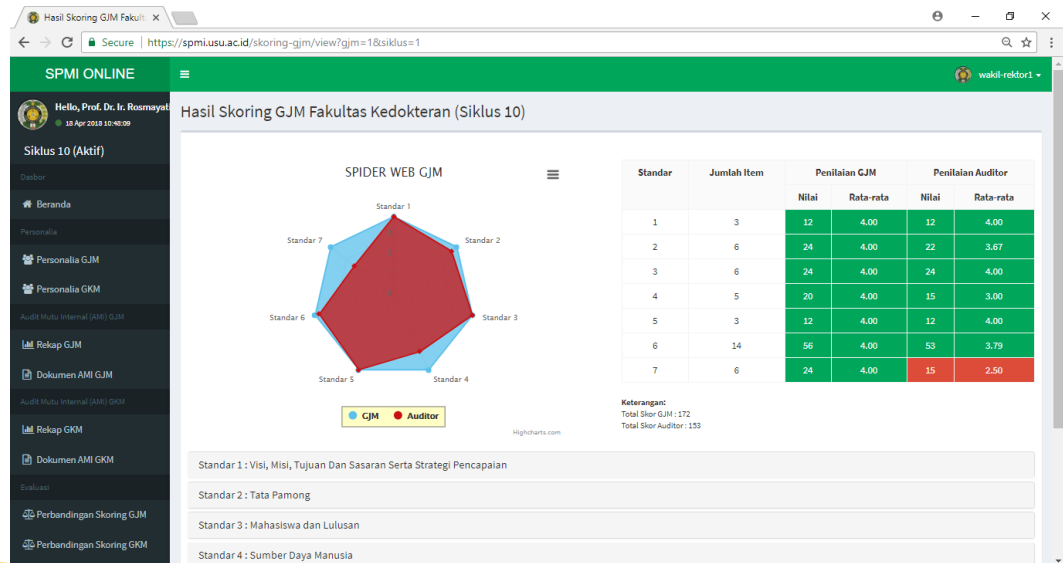 Hasil Skoring GJM Fakult
Secure | https://spmi.usu.ac.id/skoring-gjm/view?gjm=1&siklus=1
SPMI ONLINE
wakil-rektor1
Hello, Prof. Dr. Ir. Rosmayati
18 Apr 2018 10:48:09
Siklus 10 (Aktif)
Dasbor
Beranda
Personalia
Personalia GJM
Personalia GKM
Audit Mutu Internal (AMI) GJM
Rekap GJM
Dokumen AMI GJM
Audit Mutu Internal (AMI) GKM
Rekap GKM
Dokumen AMI GKM
Evaluasi
Perbandingan Skoring GJM
Perbandingan Skoring GKM
Hasil Skoring GJM Fakultas Kedokteran (Siklus 10)
SPIDER WEB GJM
Standar 1
Standar 7
Standar 2
Standar 6
Standar 3
Standar 5
Standar 4
GJM Auditor
Highcharts.com
Standar Jumlah Item Penilaian GJM Penilaian Auditor
Nilai Rata-rata Nilai Rata-rata
1 3 12 4.00 12 4.00
2 6 24 4.00 22 3.67
3 6 24 4.00 24 4.00
4 5 20 4.00 15 3.00
5 3 12 4.00 12 4.00
6 14 56 4.00 53 3.79
7 6 24 4.00 15 2.50
Keterangan:
Total Skor GJM : 172
Total Skor Auditor : 153
Standar 1 : Visi, Misi, Tujuan Dan Sasaran Serta Strategi Pencapaian
Standar 2 : Tata Pamong
Standar 3 : Mahasiswa dan Lulusan
Standar 4 : Sumber Daya Manusia